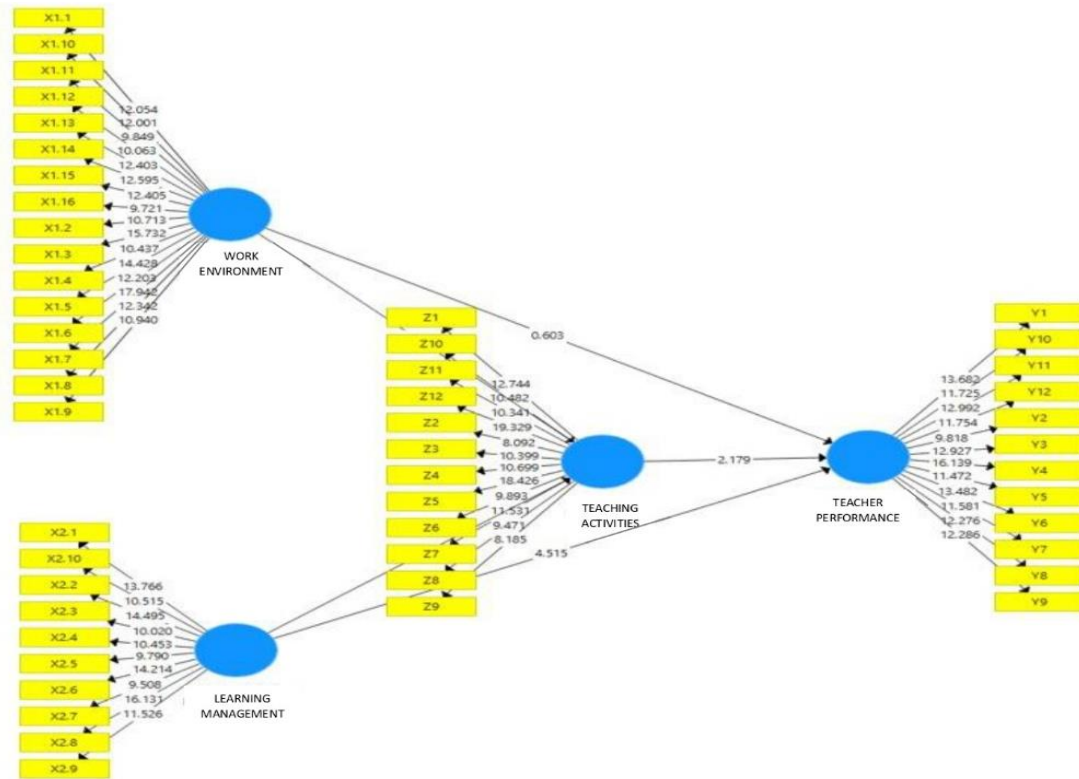 X1.1
X1.10
X1.11
X1.12
X1.13
X1.14
X1.15
X1.16
X1.2
X1.3
X1.4
X1.5
X1.6
X1.7
X1.8
X1.9
12.054
12.001
9.849
10.063
12.403
12.595
12.405
9.721
10.713
15.732
10.437
14.428
12.203
17.942
12.342
10.940
WORK
ENVIRONMENT
0.603
Z1
Z10
Z11
Z12
Z2
Z3
Z4
Z5
Z6
Z7
Z8
Z9
12.744
10.482
10.341
19.329
8.092
10.399
10.699
18.426
9.893
11.531
9.471
8.185
TEACHING
ACTIVITIES
2.179
4.515
TEACHER
PERFORMANCE
13.682
11.725
12.992
11.754
9.818
12.927
16.139
11.472
13.482
11.581
12.276
12.286
Y1
Y10
Y11
Y12
Y2
Y3
Y4
Y5
Y6
Y7
Y8
Y9
X2.1
X2.10
X2.2
X2.3
X2.4
X2.5
X2.6
X2.7
X2.8
X2.9
13.766
10.515
14.495
10.020
10.453
9.790
14.214
9.508
16.131
11.526
LEARNING
MANAGEMENT